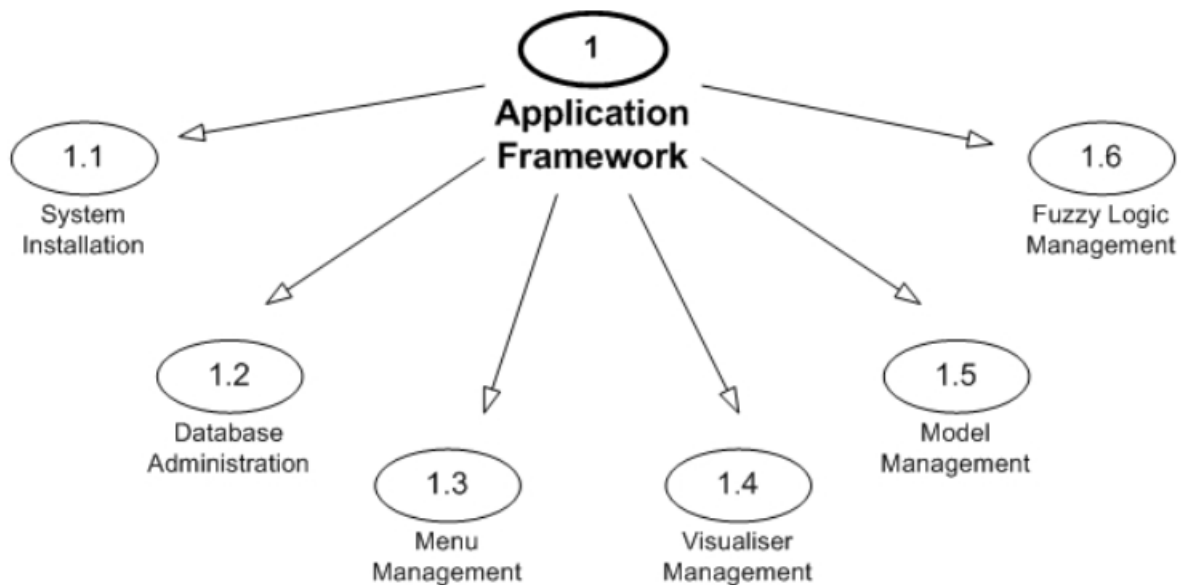 1
Application
Framework
1.1
System
Installation
1.6
Fuzzy Logic
Management
1.2
Database
Administration
1.5
Model
Management
1.3
Menu
Management
1.4
Visualiser
Management